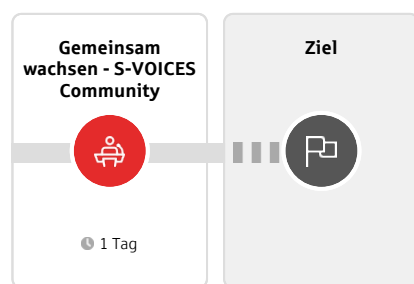 Gemeinsam
wachsen - S-VOICES
Community
1 Tag
Ziel